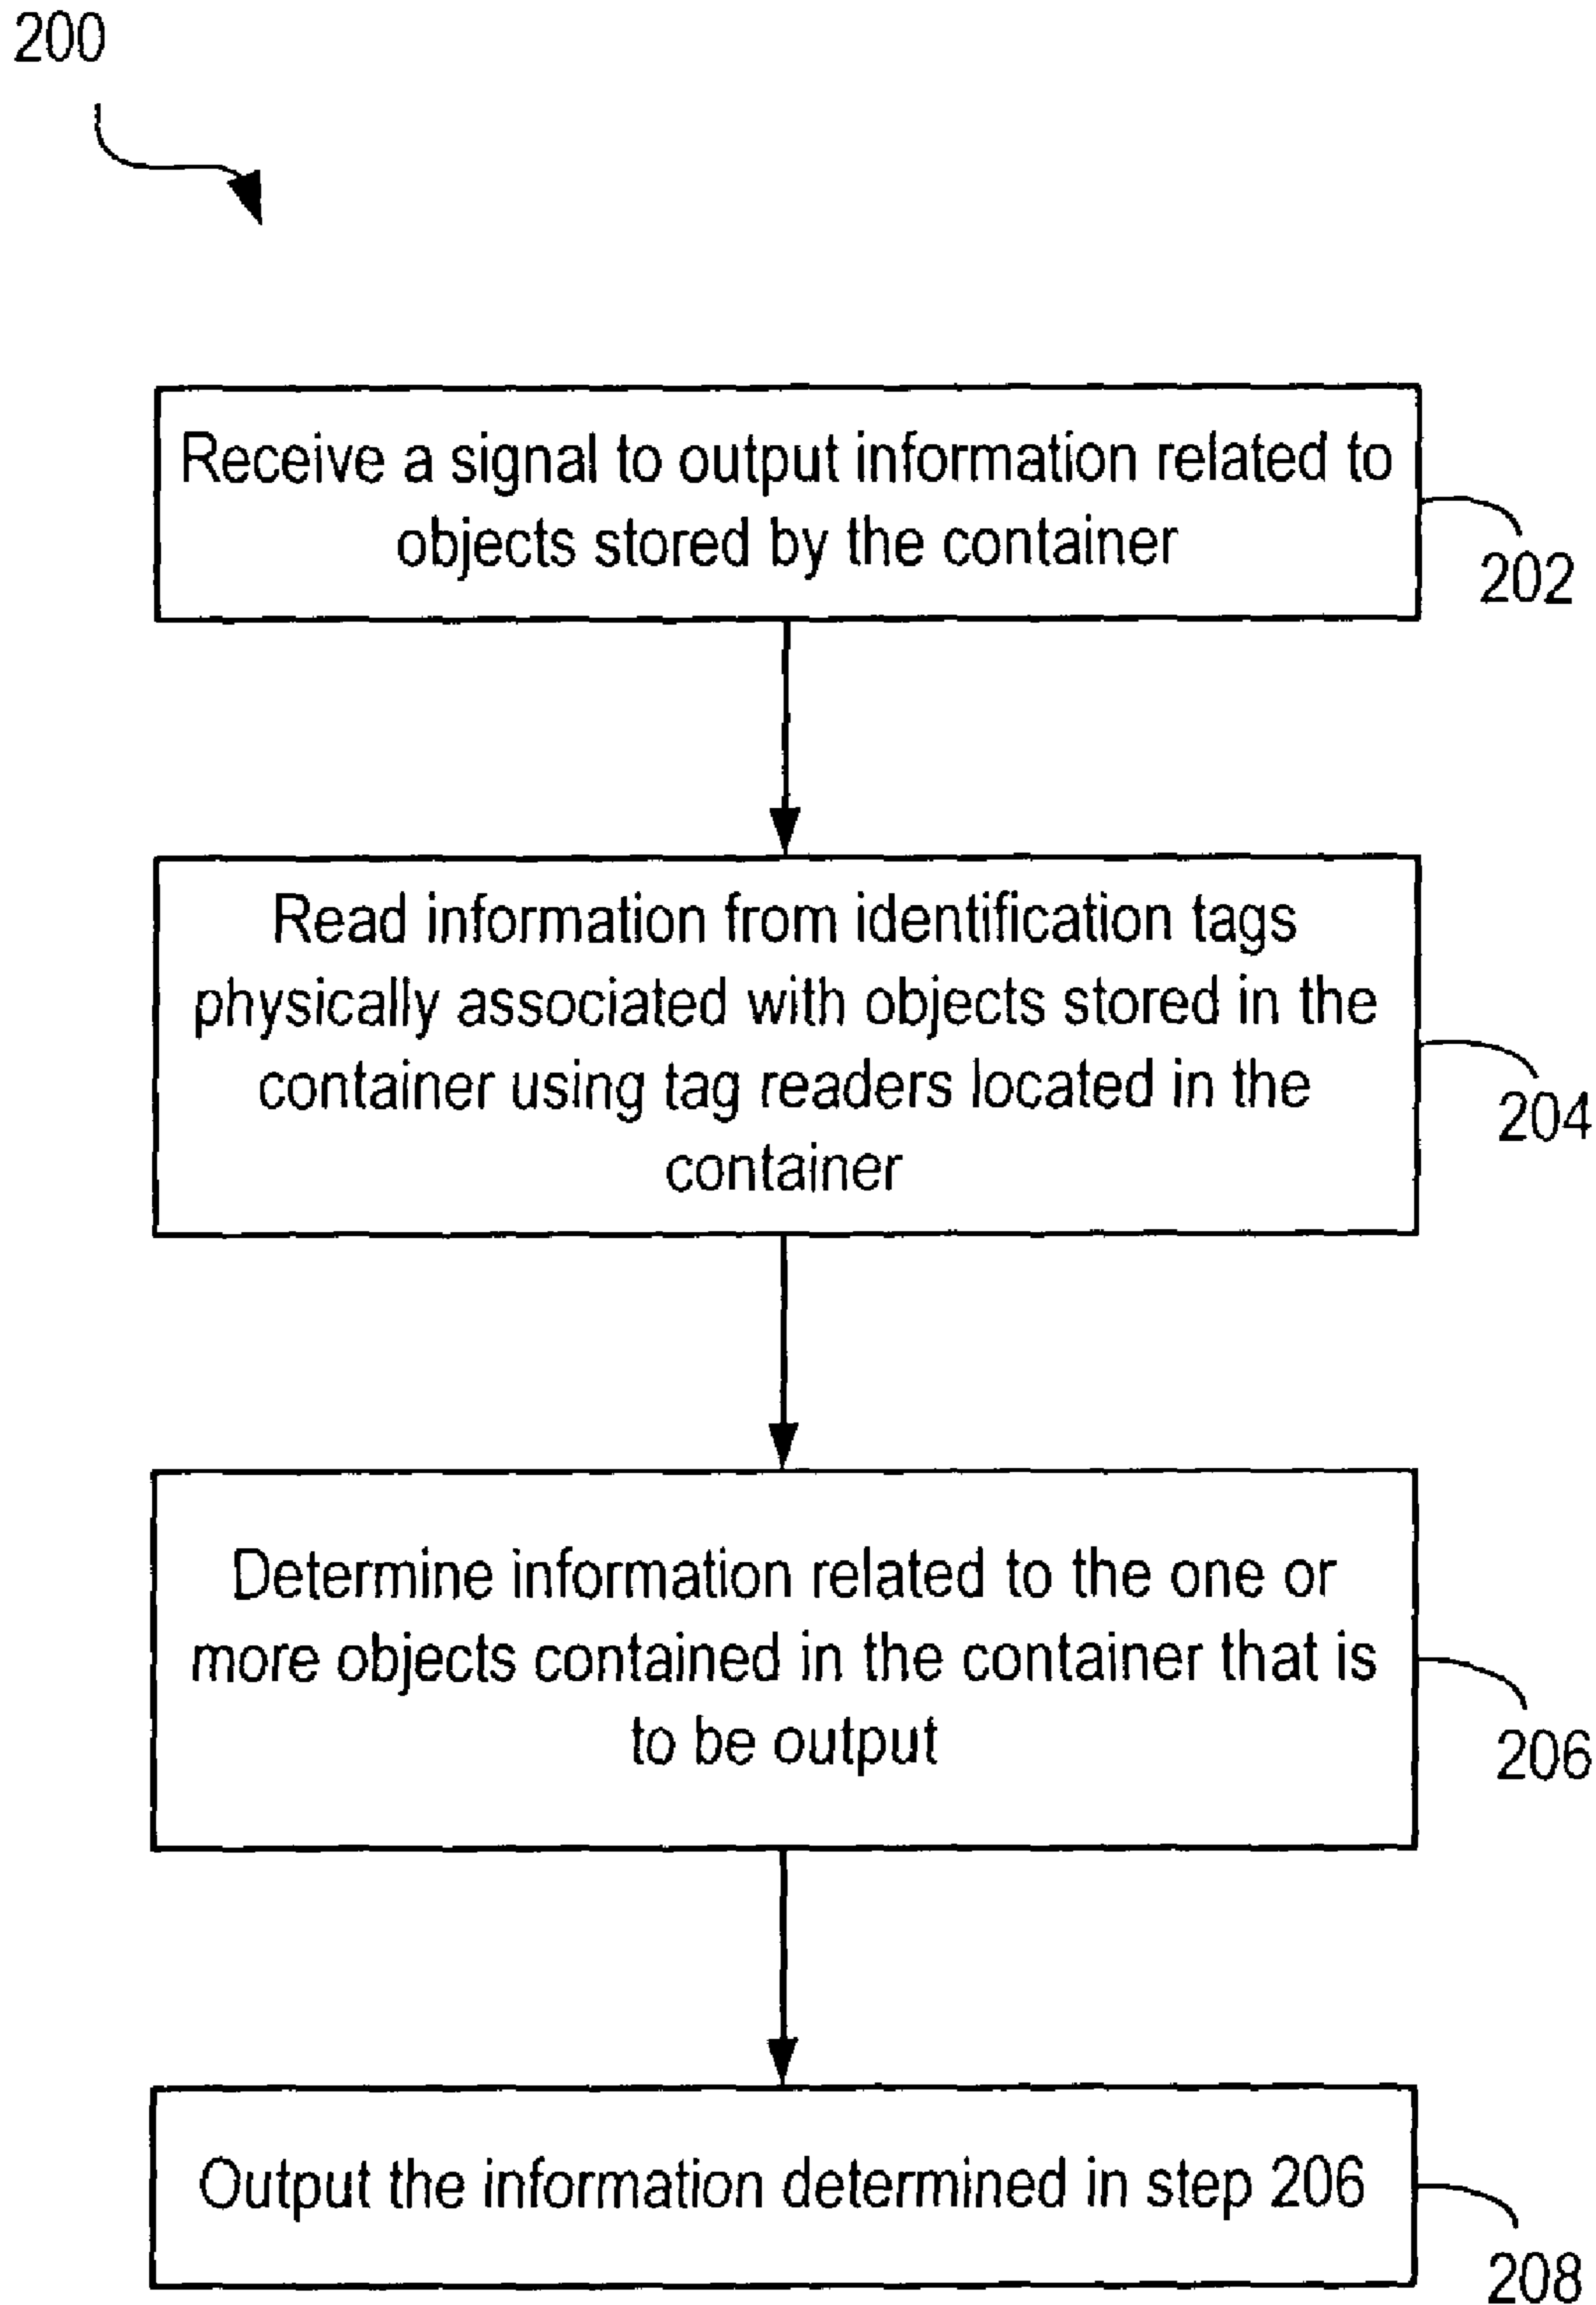 200
Receive a signal to output information related to
objects stored by the container
202
Read information from identification tags
physically associated with objects stored in the
container using tag readers located in the
container
204
Determine information related to the one or
more objects contained in the container that is
to be output
206
Output the information determined in step 206
208